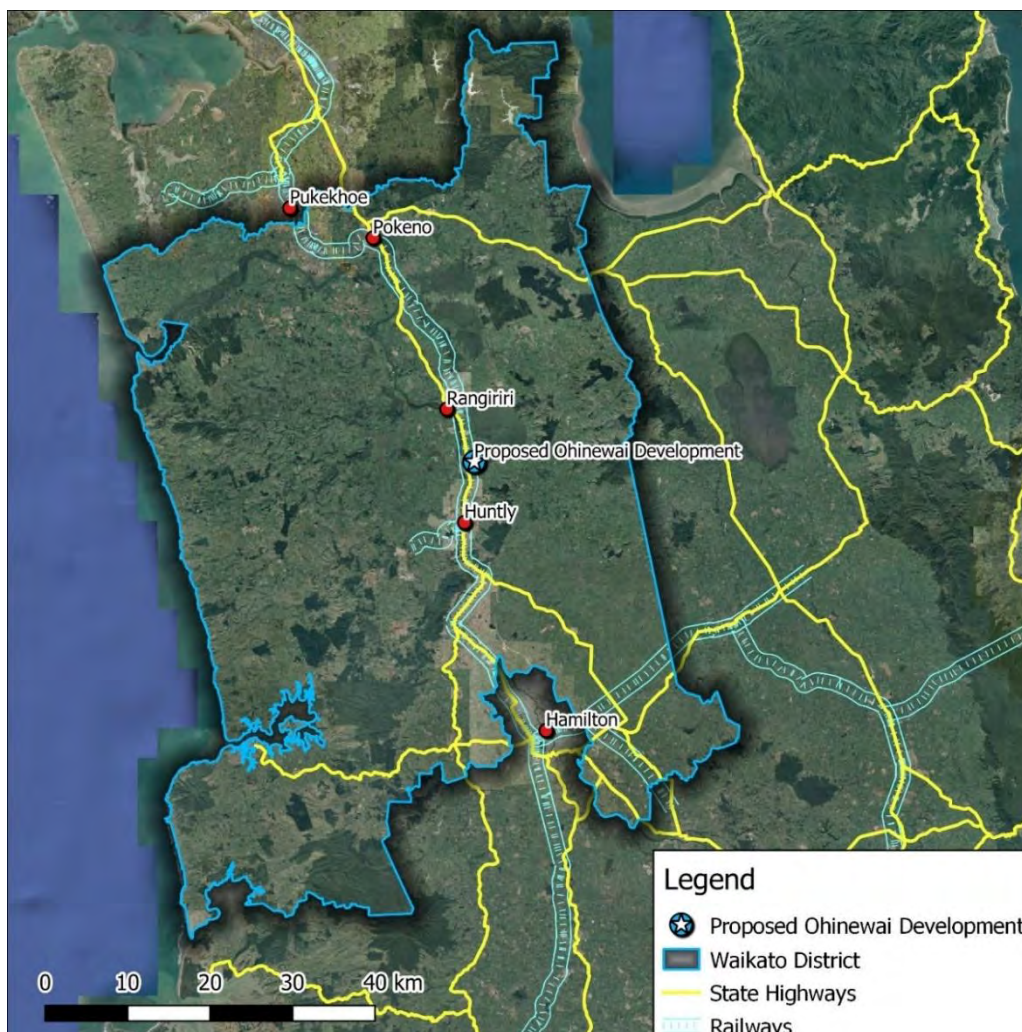 Pukekhoe
Pokeno
Rangiriri
Proposed Ohinewai Development
Huntly
Hamilton
Legend
Proposed Ohinewai Development
Waikato District
State Highways
Railways
0 10 20 30 40 km